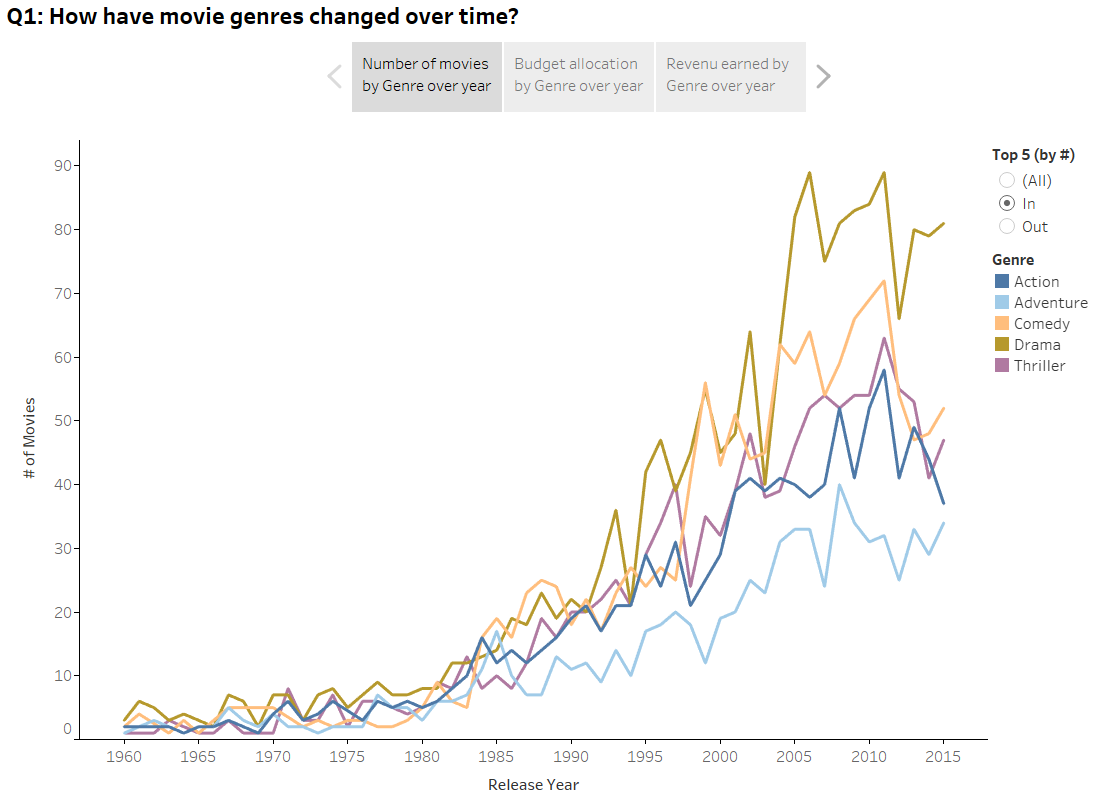 Q1: How have movie genres changed over time?
Number of movies
by Genre over year
Budget allocation
by Genre over year
Revenu earned by
Genre over year
Top 5 (by #)
(All)
In
Out
Genre
Action
Adventure
Comedy
Drama
Thriller
# of Movies
90
80
70
60
50
40
30
20
10
0
1960 1965 1970 1975 1980 1985 1990 1995 2000 2005 2010 2015
Release Year